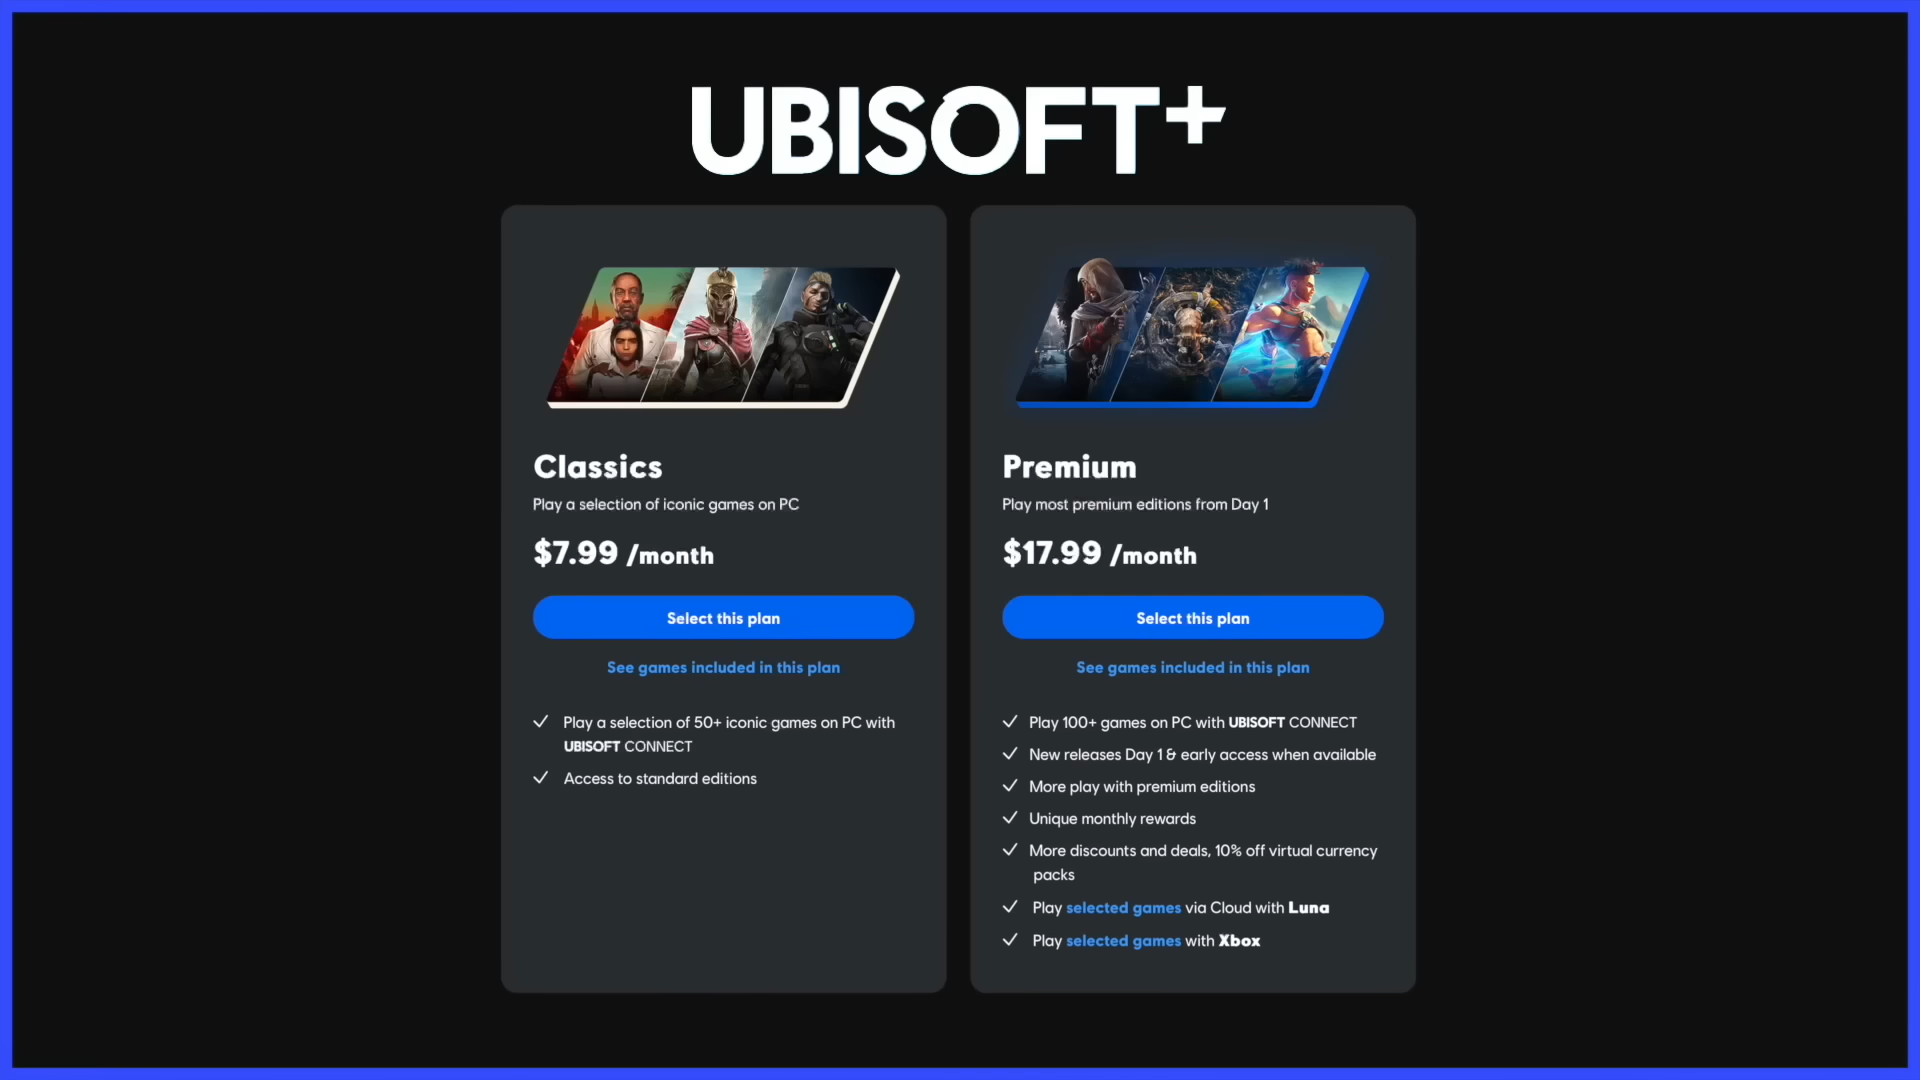 UBISOFT+
Classics
Play a selection of iconic games on PC
$7.99 /month
Select this plan
See games included in this plan
Play a selection of 50+ iconic games on PC with
UBISOFT CONNECT
Access to standard editions
Premium
Play most premium editions from Day 1
$17.99 /month
Select this plan
See games included in this plan
Play 100+ games on PC with UBISOFT CONNECT
New releases Day 1 & early access when available
More play with premium editions
Unique monthly rewards
More discounts and deals, 10% off virtual currency
packs
Play selected games via Cloud with Luna
Play selected games with Xbox